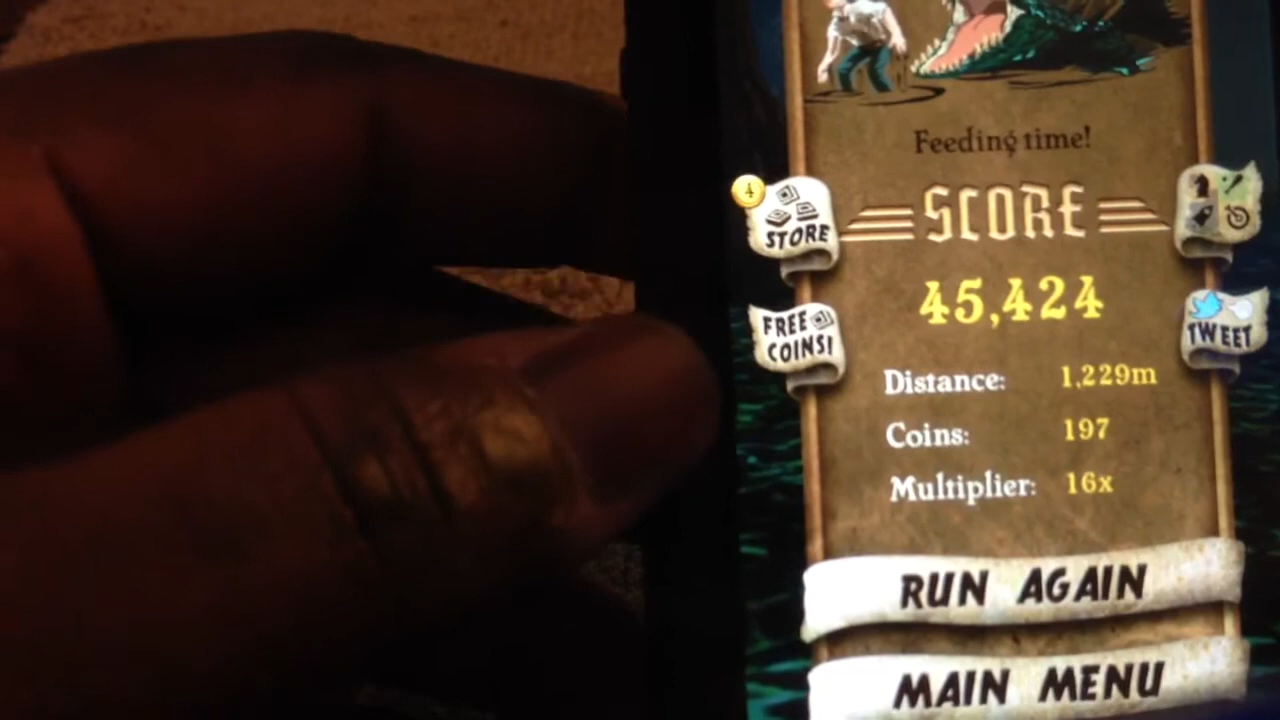 Feeding time!
SCORE
4
STORE
45,424
FREE
COINS!
TWEET
Distance: 1,229m
Coins: 197
Multiplier: 16x
RUN AGAIN
MAIN MENU